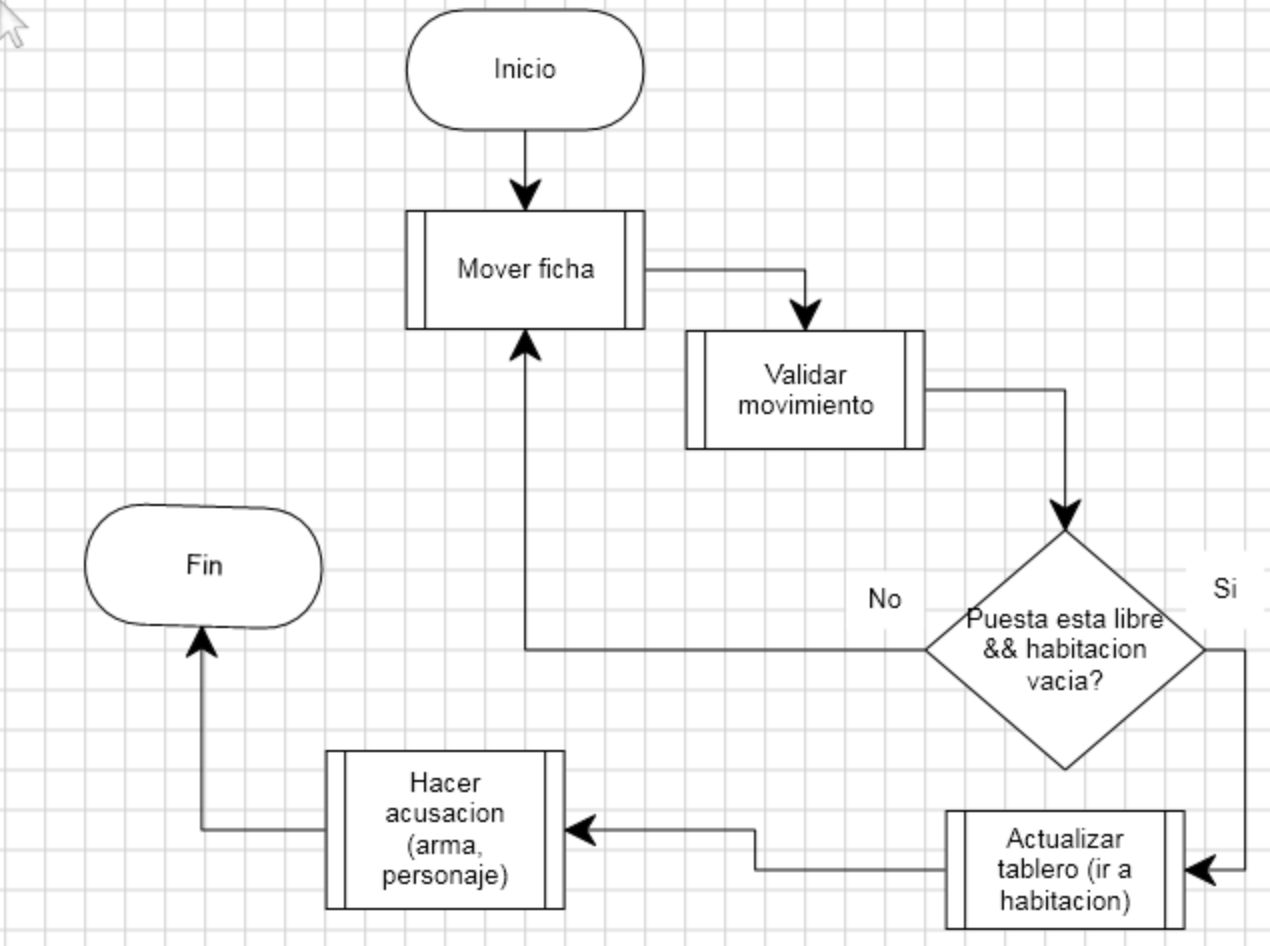 Inicio
Mover ficha
Validar
movimiento
Fin
No
Si
Puesta esta libre
&& habitacion
vacia?
Hacer
acusacion
(arma,
personaje)
Actualizar
tablero (ir a
habitacion)